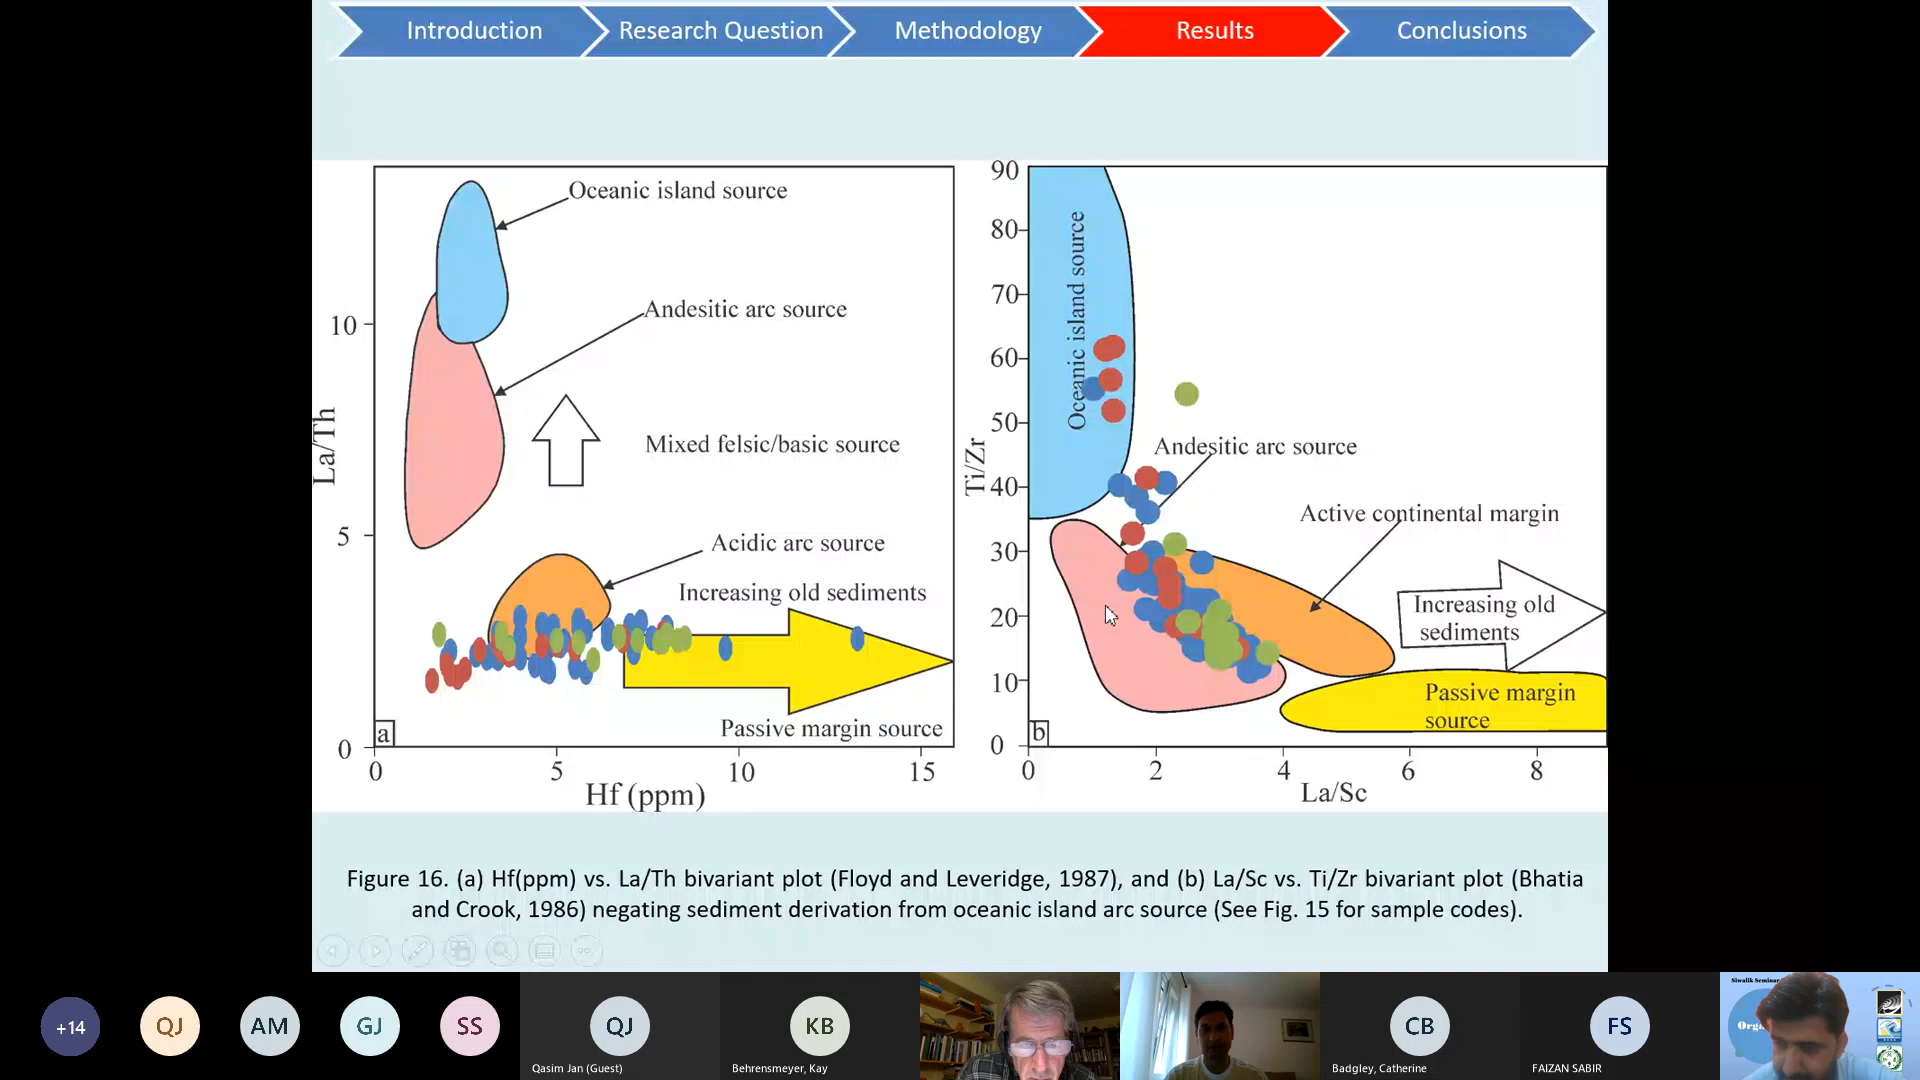 Introduction
Research Question
Methodology
Results
Conclusions
Oceanic island source
Andesitic arc source
Mixed felsic/basic source
Acidic arc source
Increasing old sediments
Passive margin source
La/Th
10
5
0
a
0
5
10
15
Hf (ppm)
90
80
70
60
50
40
30
20
10
0
Ti/Zr
Oceanic island source
Andesitic arc source
Active continental margin
Increasing old
sediments
Passive margin
source
b
0
2
4
6
8
La/Sc
Figure 16. (a) Hf(ppm) vs. La/Th bivariant plot (Floyd and Leveridge, 1987), and (b) La/Sc vs. Ti/Zr bivariant plot (Bhatia
and Crook, 1986) negating sediment derivation from oceanic island arc source (See Fig. 15 for sample codes).
+14
QJ
AM
GJ
SS
QJ
Qasim Jan (Guest)
KB
Behrensmeyer, Kay
CB
Badgley, Catherine
FS
FAIZAN SABIR
Siwalik Semina
Orga